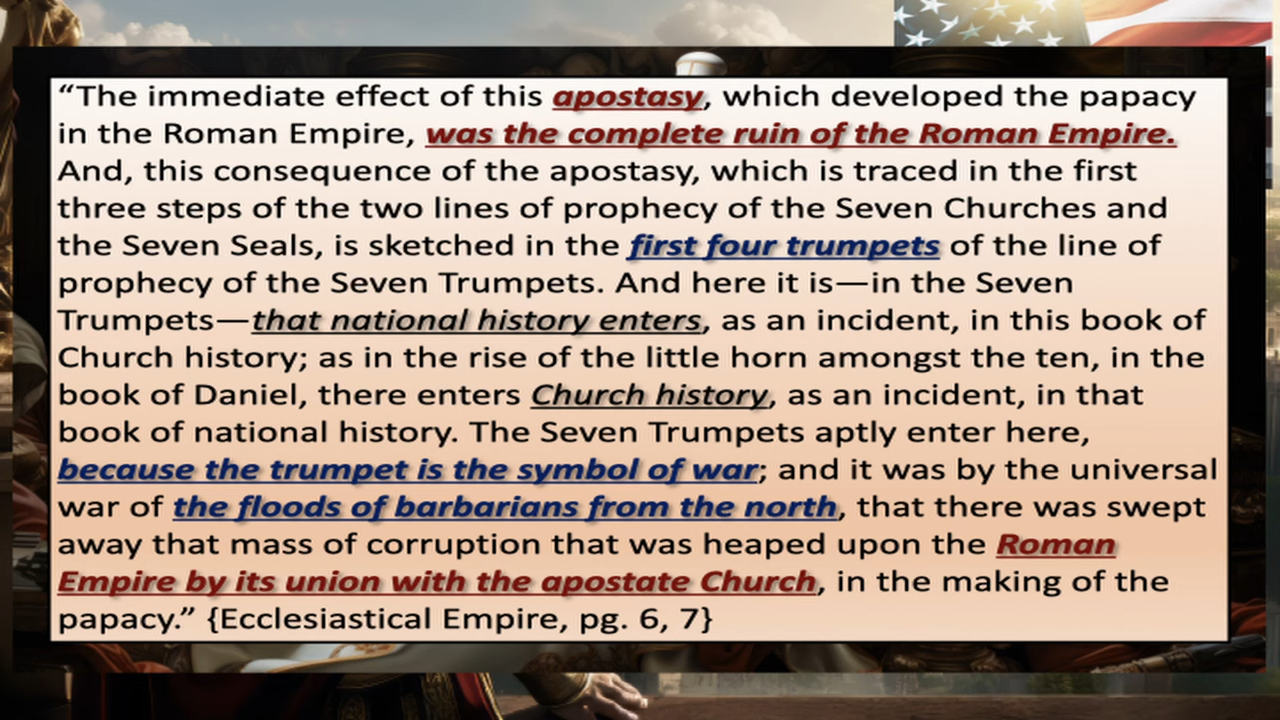 “The immediate effect of this apostasy, which developed the papacy
in the Roman Empire, was the complete ruin of the Roman Empire.
And, this consequence of the apostasy, which is traced in the first
three steps of the two lines of prophecy of the Seven Churches and
the Seven Seals, is sketched in the first four trumpets of the line of
prophecy of the Seven Trumpets. And here it is—in the Seven
Trumpets—that national history enters, as an incident, in this book of
Church history; as in the rise of the little horn amongst the ten, in the
book of Daniel, there enters Church history, as an incident, in that
book of national history. The Seven Trumpets aptly enter here,
because the trumpet is the symbol of war; and it was by the universal
war of the floods of barbarians from the north, that there was swept
away that mass of corruption that was heaped upon the Roman
Empire by its union with the apostate Church, in the making of the
papacy.” {Ecclesiastical Empire, pg. 6, 7}